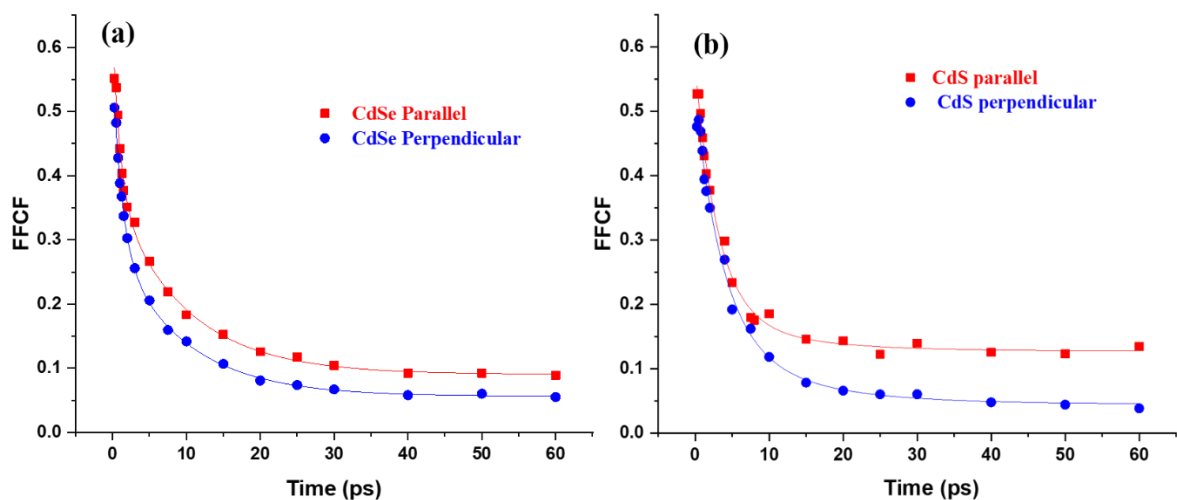 (a)
CdSe Parallel
CdSe Perpendicular
FFCF
0.6
0.5
0.4
0.3
0.2
0.1
0.0
0 10 20 30 40 50 60
Time (ps)
(b)
CdS parallel
CdS perpendicular
FFCF
0.6
0.5
0.4
0.3
0.2
0.1
0.0
0 10 20 30 40 50 60
Time (ps)